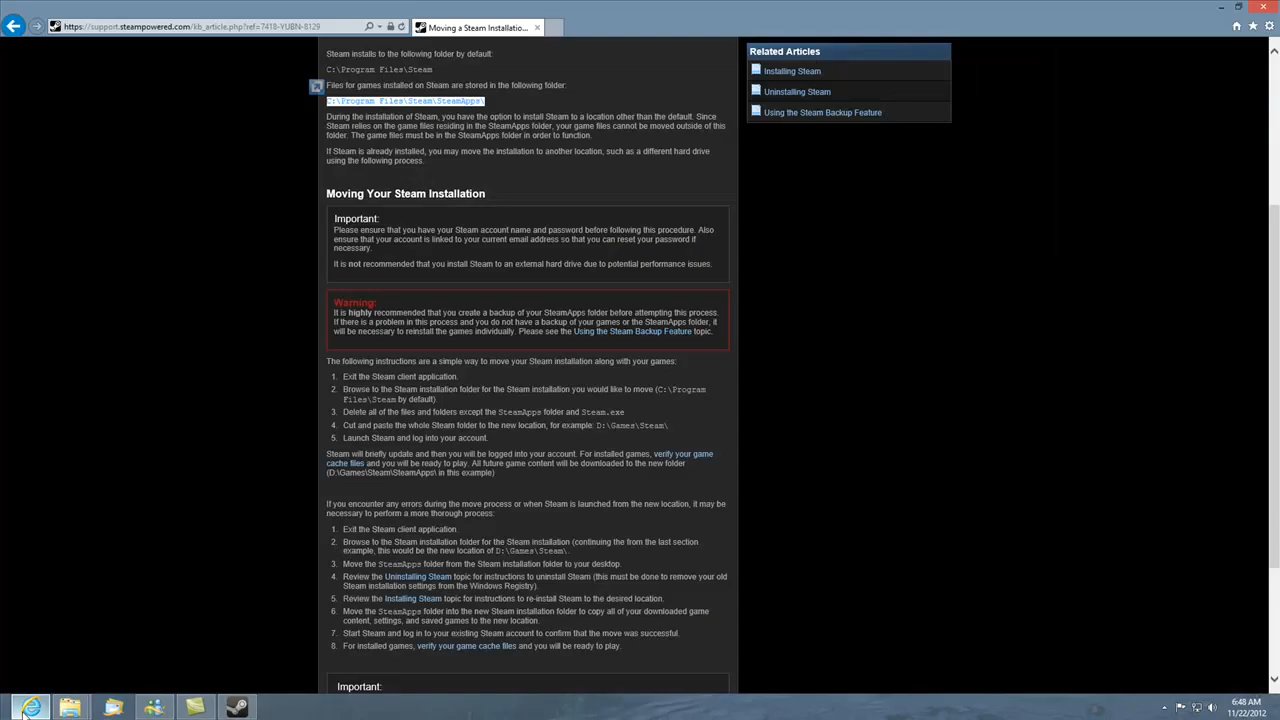 https://support.steampowered.com/kb_article.php?ref=7418-YUBN-8129
Moving a Steam Installatio...
Steam installs to the following folder by default:
C:\Program Files\Steam
Files for games installed on Steam are stored in the following folder:
C:\Program Files\Steam\SteamApps\
During the installation of Steam, you have the option to install Steam to a location other than the default. Since
Steam relies on the game files residing in the SteamApps folder, your game files cannot be moved outside of this
folder. The game files must be in the SteamApps folder in order to function.
If Steam is already installed, you may move the installation to another location, such as a different hard drive
using the following process.
Moving Your Steam Installation
Important:
Please ensure that you have your Steam account name and password before following this procedure. Also
ensure that your account is linked to your current email address so that you can reset your password if
necessary.
It is not recommended that you install Steam to an external hard drive due to potential performance issues.
Warning:
It is highly recommended that you create a backup of your SteamApps folder before attempting this process.
If there is a problem in this process and you do not have a backup of your games or the SteamApps folder, it
will be necessary to reinstall the games individually. Please see the Using the Steam Backup Feature topic.
The following instructions are a simple way to move your Steam installation along with your games:
1. Exit the Steam client application.
2. Browse to the Steam installation folder for the Steam installation you would like to move (C:\Program
Files\Steam by default).
3. Delete all of the files and folders except the SteamApps folder and Steam.exe
4. Cut and paste the whole Steam folder to the new location, for example: D:\Games\Steam\
5. Launch Steam and log into your account.
Steam will briefly update and then you will be logged into your account. For installed games, verify your game
cache files and you will be ready to play. All future game content will be downloaded to the new folder
(D:\Games\Steam\SteamApps\ in this example)
If you encounter any errors during the move process or when Steam is launched from the new location, it may be
necessary to perform a more thorough process:
1. Exit the Steam client application.
2. Browse to the Steam installation folder for the Steam installation (continuing the from the last section
example, this would be the new location of D:\Games\Steam\.
3. Move the SteamApps folder from the Steam installation folder to your desktop.
4. Review the Uninstalling Steam topic for instructions to uninstall Steam (this must be done to remove your old
Steam installation settings from the Windows Registry).
5. Review the Installing Steam topic for instructions to re-install Steam to the desired location.
6. Move the SteamApps folder into the new Steam installation folder to copy all of your downloaded game
content, settings, and saved games to the new location.
7. Start Steam and log in to your existing Steam account to confirm that the move was successful.
8. For installed games, verify your game cache files and you will be ready to play.
Important:
Related Articles
Installing Steam
Uninstalling Steam
Using the Steam Backup Feature
6:48 AM
11/22/2012